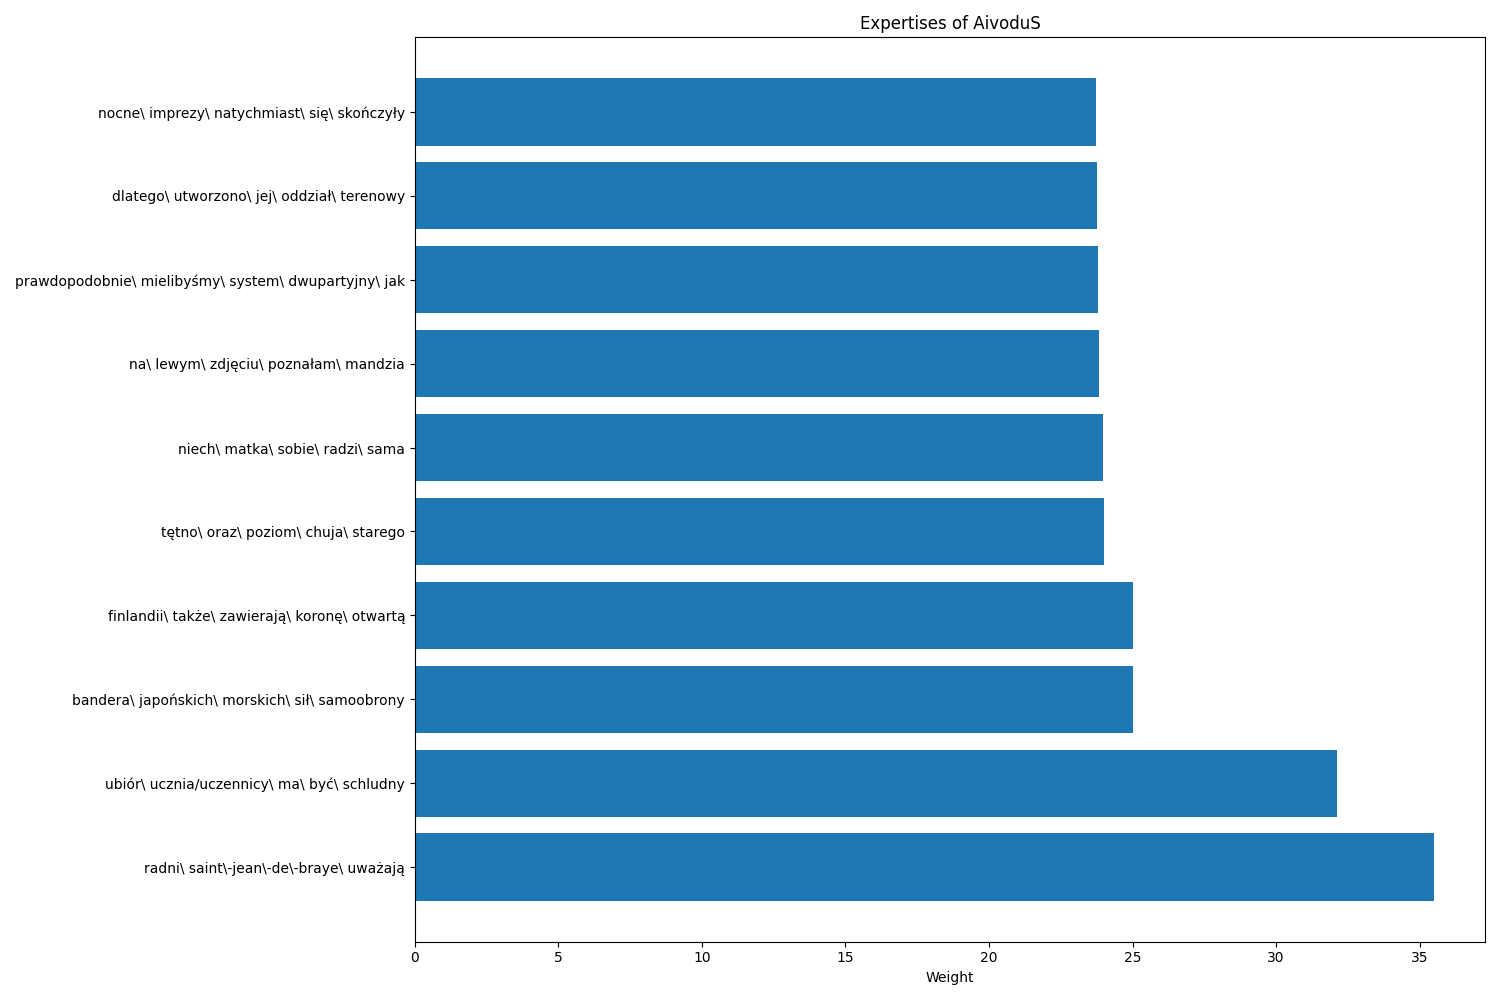 Expertises of AivoduS
nocne\ imprezy\ natychmiast\ się\ skończyły
dlatego\ utworzono\ jej\ oddział\ terenowy
prawdopodobnie\ mielibyśmy\ system\ dwupartyjny\ jak
na\ lewym\ zdjęciu\ poznałam\ mandzia
niech\ matka\ sobie\ radzi\ sama
tętno\ oraz\ poziom\ chuja\ starego
finlandii\ także\ zawierają\ koronę\ otwartą
bandera\ japońskich\ morskich\ sił\ samoobrony
ubiór\ ucznia/uczennicy\ ma\ być\ schludny
radni\ saint\-jean\-de\-braye\ uważają
0 5 10 15 20 25 30 35
Weight